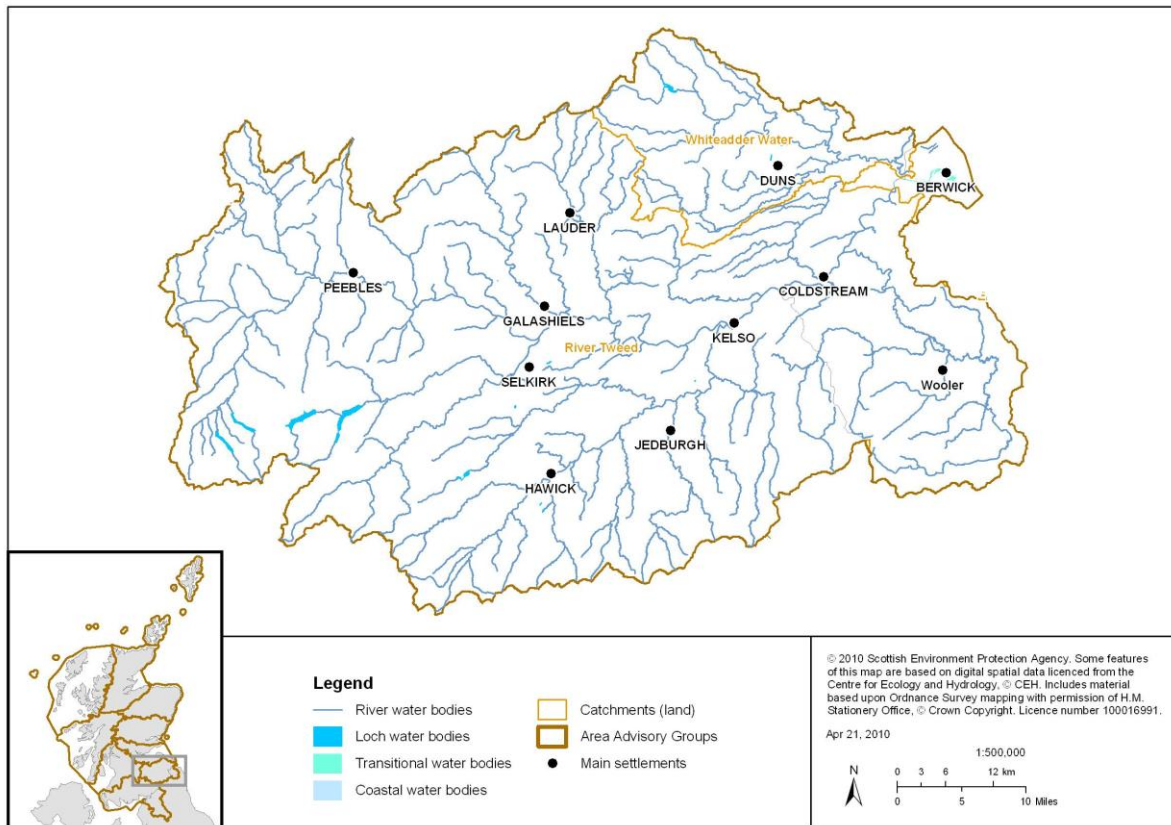 Whiteadder Water
DUNS
BERWICK
LAUDER
PEEBLES
COLDSTREAM
GALASHIELS
KELSO
River Tweed
SELKIRK
Wooler
JEDBURGH
HAWICK
Legend
River water bodies
Loch water bodies
Transitional water bodies
Coastal water bodies
Catchments (land)
Area Advisory Groups
Main settlements
© 2010 Scottish Environment Protection Agency. Some features
of this map are based on digital spatial data licenced from the
Centre for Ecology and Hydrology, © CEH. Includes material
based upon Ordnance Survey mapping with permission of H.M.
Stationery Office, © Crown Copyright. Licence number 100016991.
Apr 21, 2010
1:500,000
N
0 3 6 12 km
0 5 10 Miles